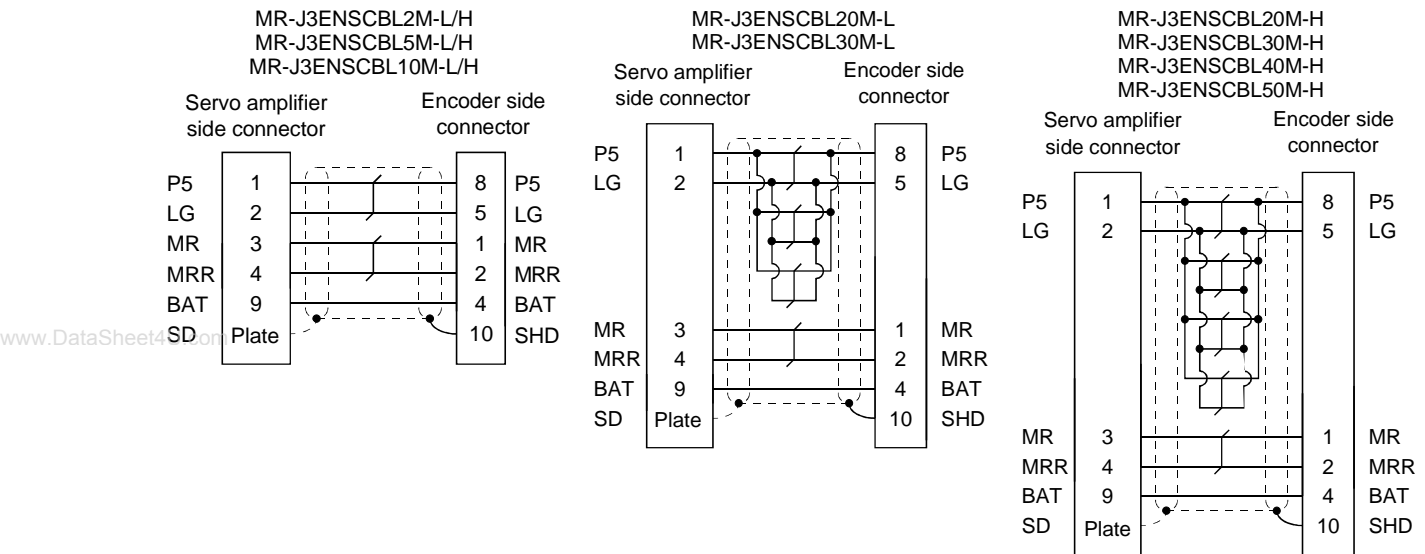 MR-J3ENSCBL2M-L/H
MR-J3ENSCBL5M-L/H
MR-J3ENSCBL10M-L/H
Servo amplifier
side connector
Encoder side
connector
P5 1 8 P5
LG 2 5 LG
MR 3 1 MR
MRR 4 2 MRR
BAT 9 4 BAT
SD Plate 10 SHD
MR-J3ENSCBL20M-L
MR-J3ENSCBL30M-L
Servo amplifier
side connector
Encoder side
connector
P5 1 8 P5
LG 2 5 LG
MR 3 1 MR
MRR 4 2 MRR
BAT 9 4 BAT
SD Plate 10 SHD
MR-J3ENSCBL20M-H
MR-J3ENSCBL30M-H
MR-J3ENSCBL40M-H
MR-J3ENSCBL50M-H
Servo amplifier
side connector
Encoder side
connector
P5 1 8 P5
LG 2 5 LG
MR 3 1 MR
MRR 4 2 MRR
BAT 9 4 BAT
SD Plate 10 SHD
www.DataSheet4U.com